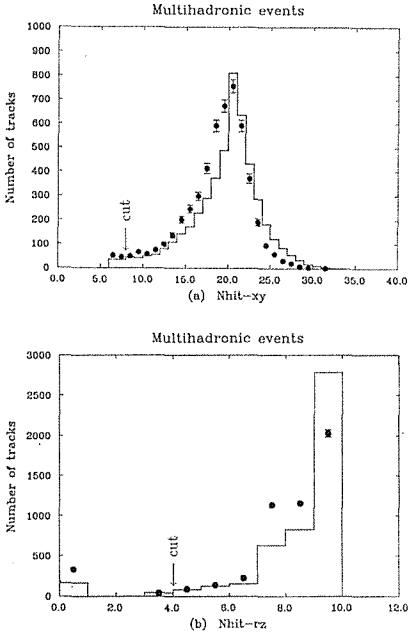 Multihadronic events
1000
900
800
700
600
500
400
300
200
100
0
Number of tracks
cut
0.0 5.0 10.0 15.0 20.0 25.0 30.0 35.0 40.0
(a) Nhit-xy
Multihadronic events
3000
2500
2000
1500
1000
500
0
Number of tracks
cut
0.0 2.0 4.0 6.0 8.0 10.0 12.0
(b) Nhit-rz